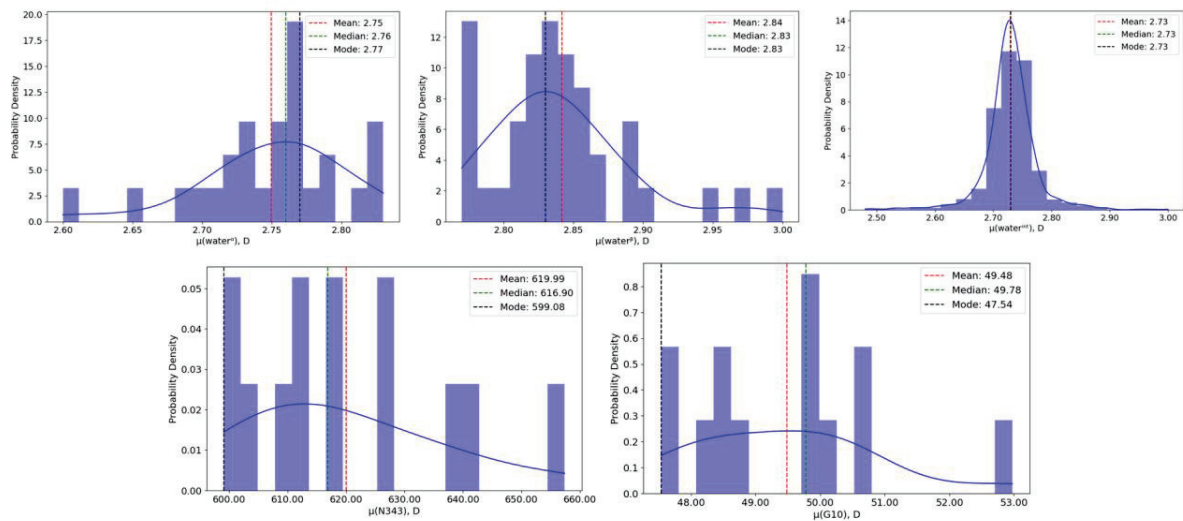 Mean: 2.75
Median: 2.76
Mode: 2.77
20.0
17.5
15.0
12.5
10.0
7.5
5.0
2.5
0.0
Probability Density
2.60 2.65 2.70 2.75 2.80
μ(waterᵅ), D
Mean: 2.84
Median: 2.83
Mode: 2.83
12
10
8
6
4
2
0
Probability Density
2.80 2.85 2.90 2.95 3.00
μ(waterᵝ), D
Mean: 2.73
Median: 2.73
Mode: 2.73
14
12
10
8
6
4
2
0
Probability Density
2.50 2.60 2.70 2.80 2.90 3.00
Mean: 619.99
Median: 616.90
Mode: 599.08
0.05
0.04
0.03
0.02
0.01
0.00
Probability Density
600.00 610.00 620.00 630.00 640.00 650.00 660.00
μ(N343), D
Mean: 49.48
Median: 49.78
Mode: 47.54
0.8
0.7
0.6
0.5
0.4
0.3
0.2
0.1
0.0
Probability Density
48.00 49.00 50.00 51.00 52.00 53.00
μ(G10), D